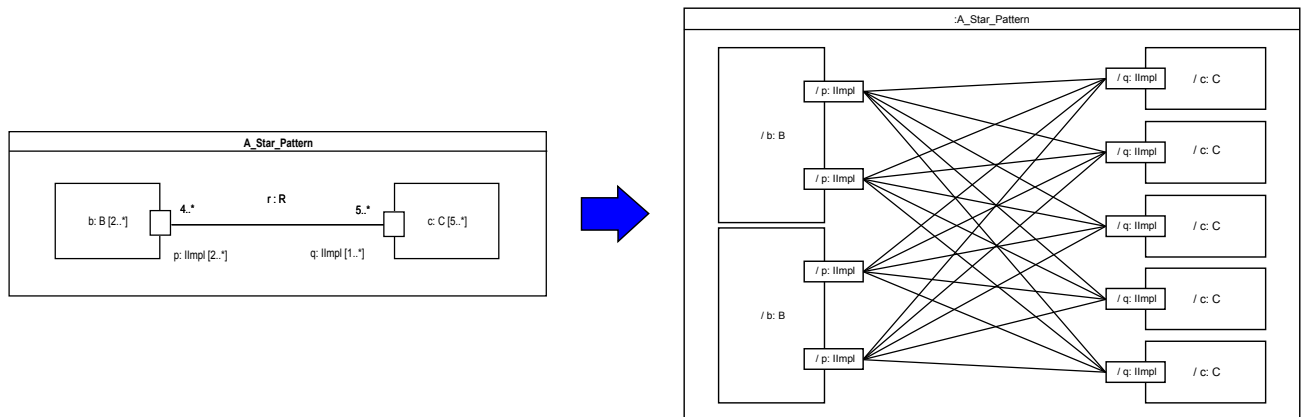 A_Star_Pattern
r : R
4..*
5..*
b: B [2..*]
c: C [5..*]
p: IImpl [2..*]
q: IImpl [1..*]
:A_Star_Pattern
/ p: IImpl
/ b: B
/ p: IImpl
/ p: IImpl
/ b: B
/ p: IImpl
/ q: IImpl
/ c: C
/ q: IImpl
/ c: C
/ q: IImpl
/ c: C
/ q: IImpl
/ c: C
/ q: IImpl
/ c: C